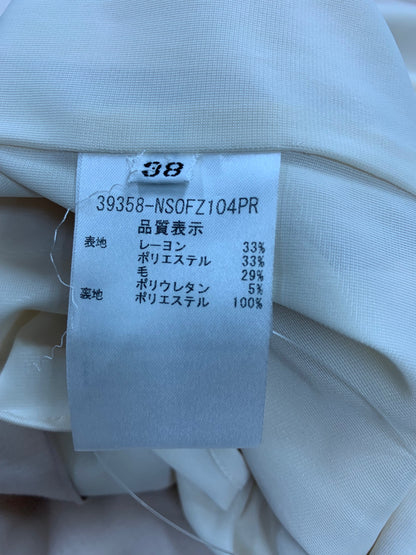 38
39358-NS0FZ104PR
品質表示
表地 レーヨン 33%
ポリエステル 33%
毛 29%
ポリウレタン 5%
裏地 ポリエステル 100%